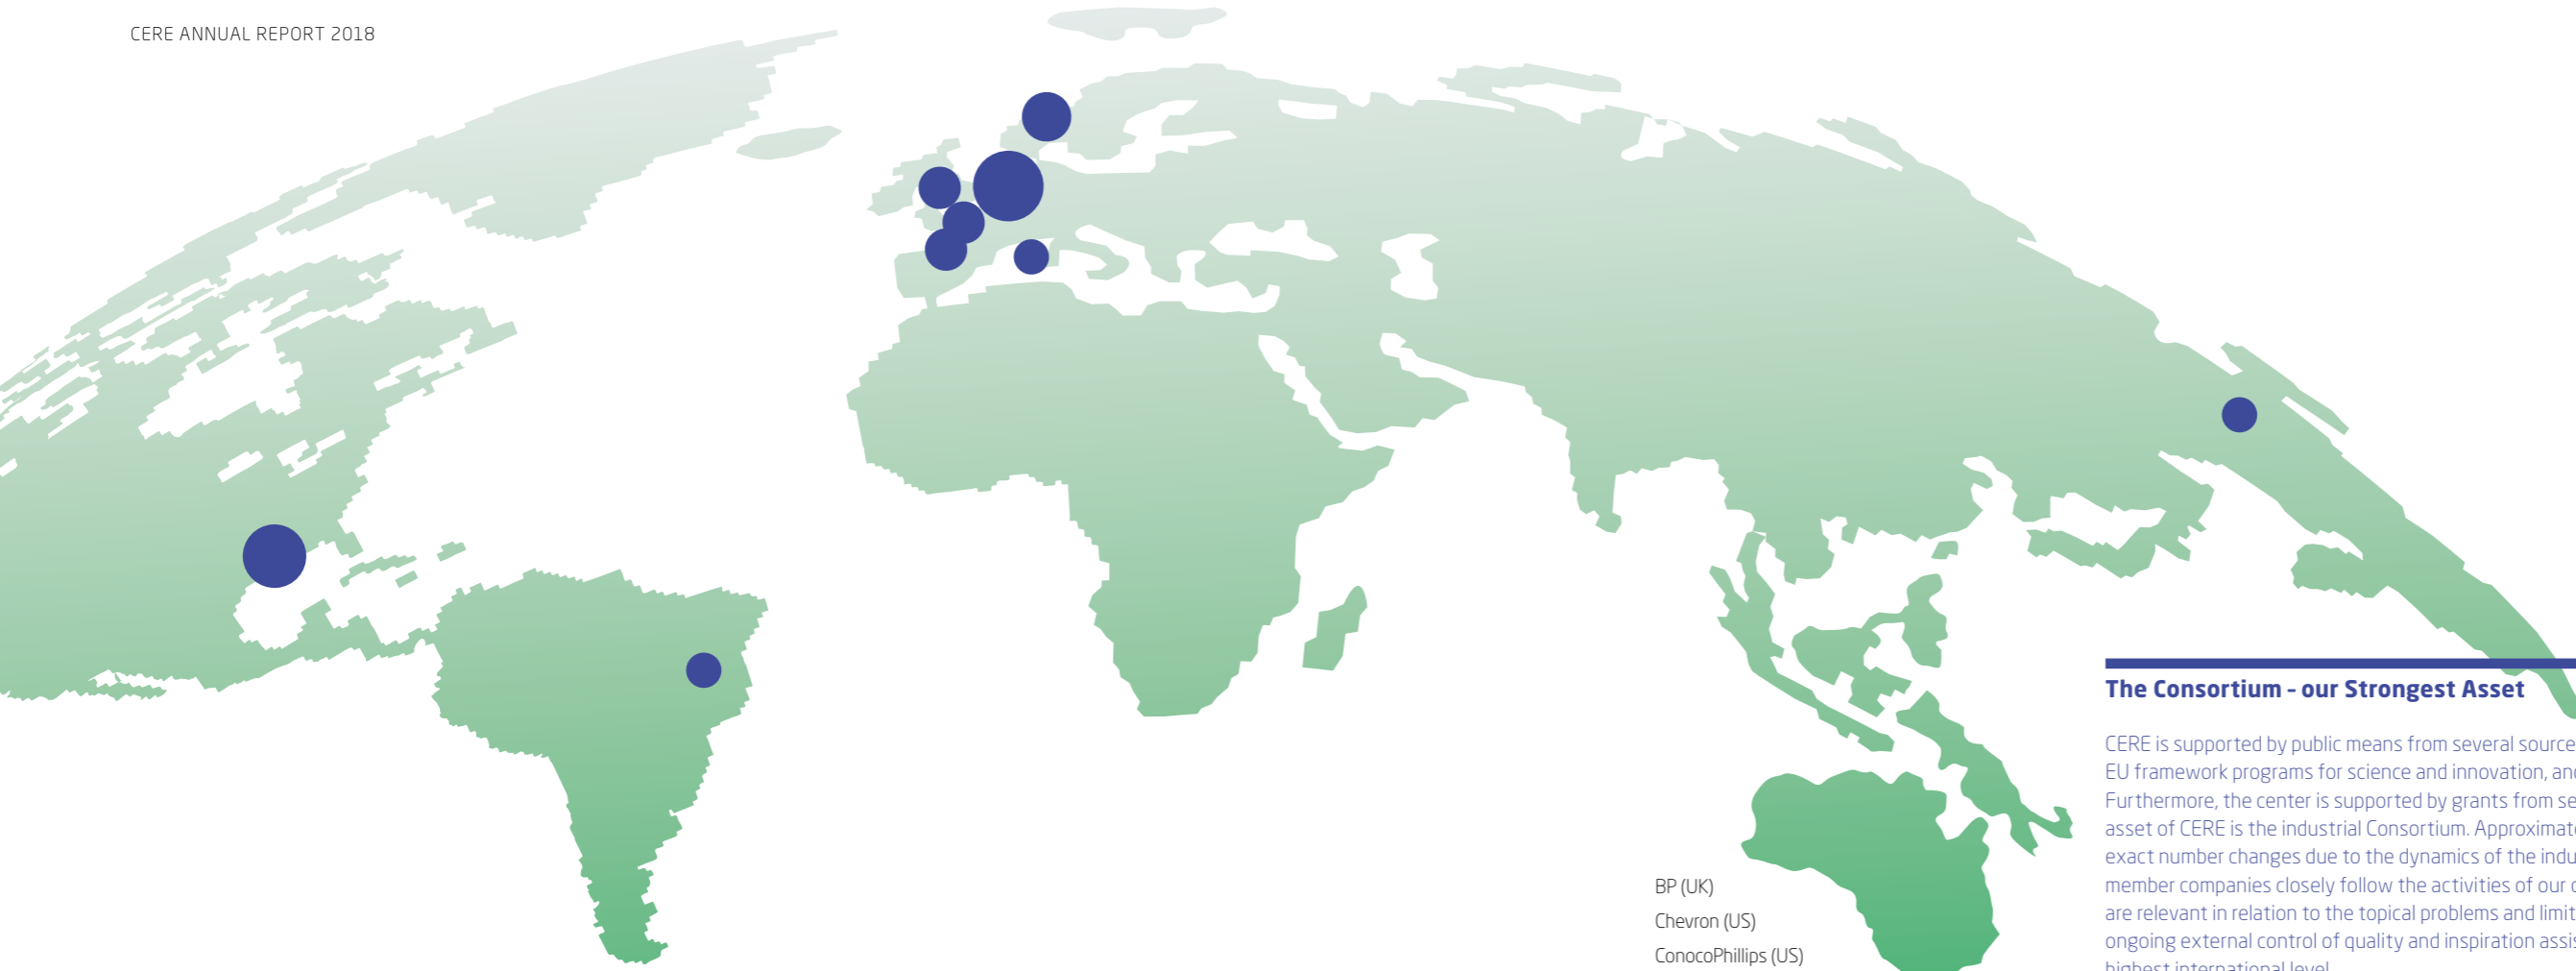 CERE ANNUAL REPORT 2018
BP (UK)
Chevron (US)
ConocoPhillips (US)
The Consortium – our Strongest Asset
CERE is supported by public means from several source
EU framework programs for science and innovation, and
Furthermore, the center is supported by grants from se
asset of CERE is the industrial Consortium. Approximate
exact number changes due to the dynamics of the indu
member companies closely follow the activities of our
are relevant in relation to the topical problems and limit
ongoing external control of quality and inspiration assis
highest international level